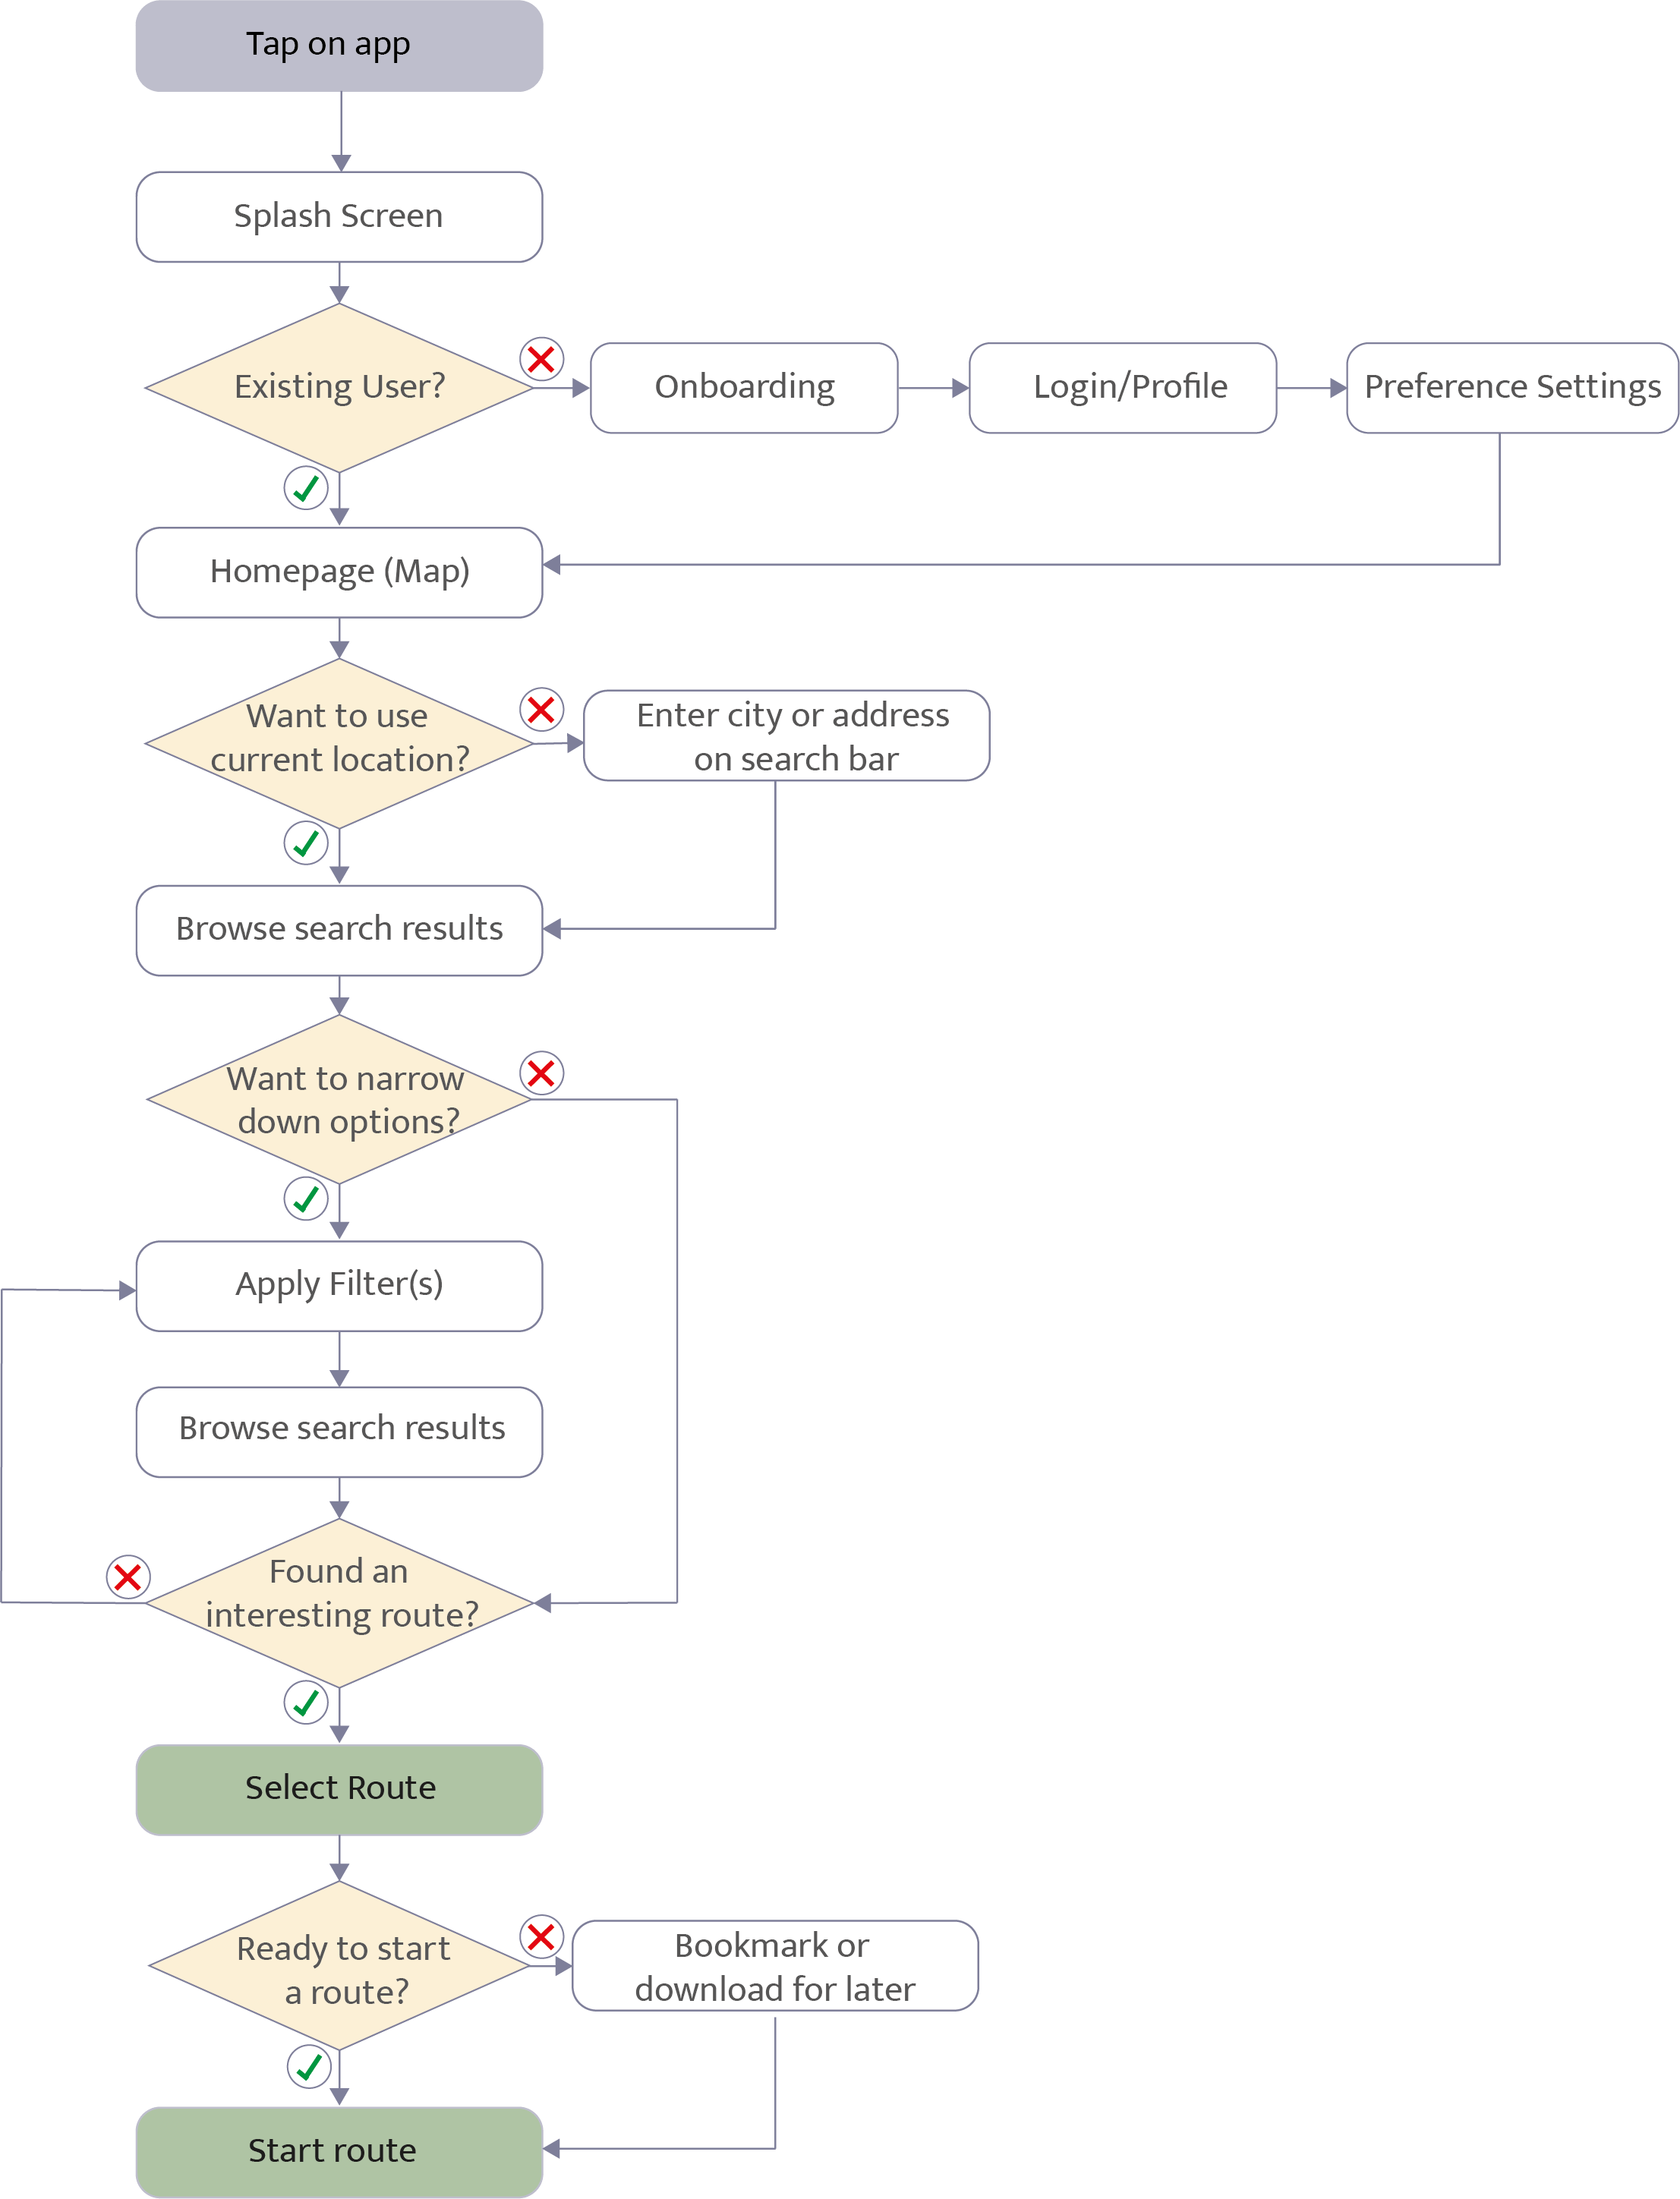 Tap on app
Splash Screen
Existing User?
Onboarding
Login/Profile
Preference Settings
Homepage (Map)
Want to use
current location?
Enter city or address
on search bar
Browse search results
Want to narrow
down options?
Apply Filter(s)
Browse search results
Found an
interesting route?
Select Route
Ready to start
a route?
Bookmark or
download for later
Start route